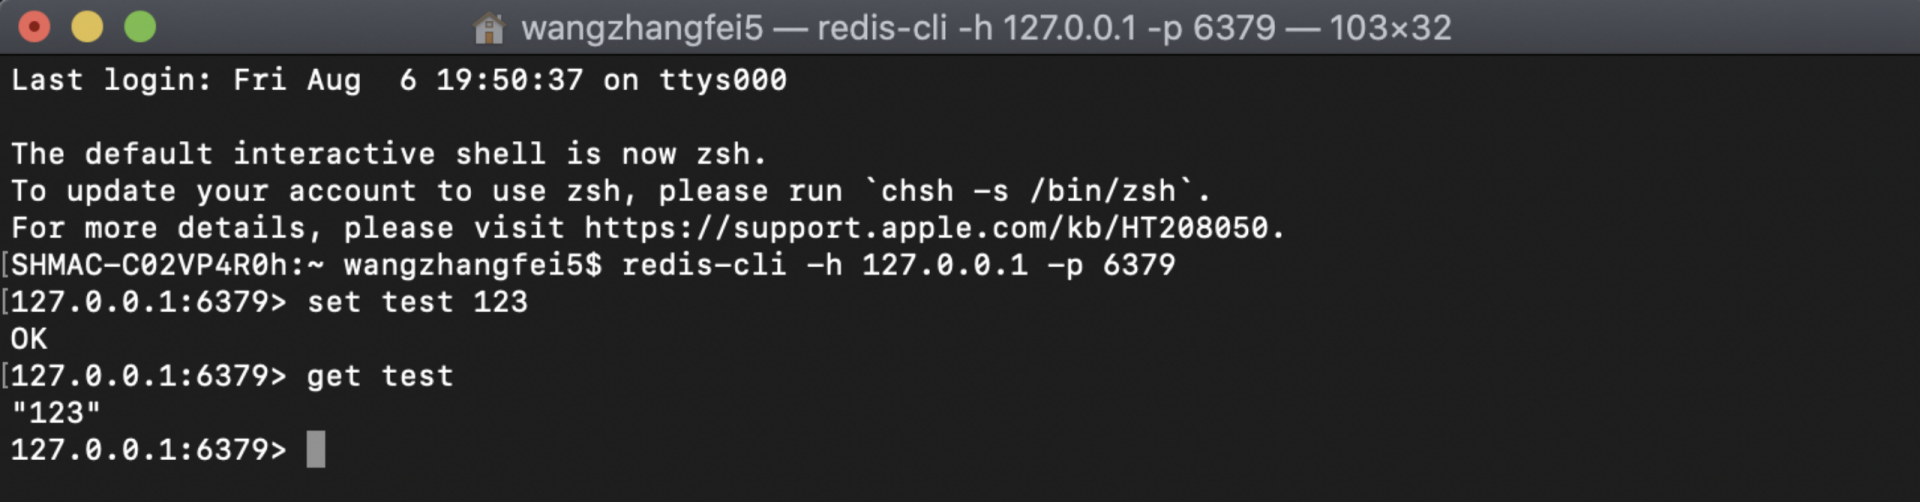 wangzhangfei5 — redis-cli -h 127.0.0.1 -p 6379 — 103×32
Last login: Fri Aug  6 19:50:37 on ttys000
The default interactive shell is now zsh.
To update your account to use zsh, please run `chsh -s /bin/zsh`.
For more details, please visit https://support.apple.com/kb/HT208050.
[SHMAC-C02VP4R0h:~ wangzhangfei5$ redis-cli -h 127.0.0.1 -p 6379
[127.0.0.1:6379> set test 123
OK
[127.0.0.1:6379> get test
"123"
127.0.0.1:6379>